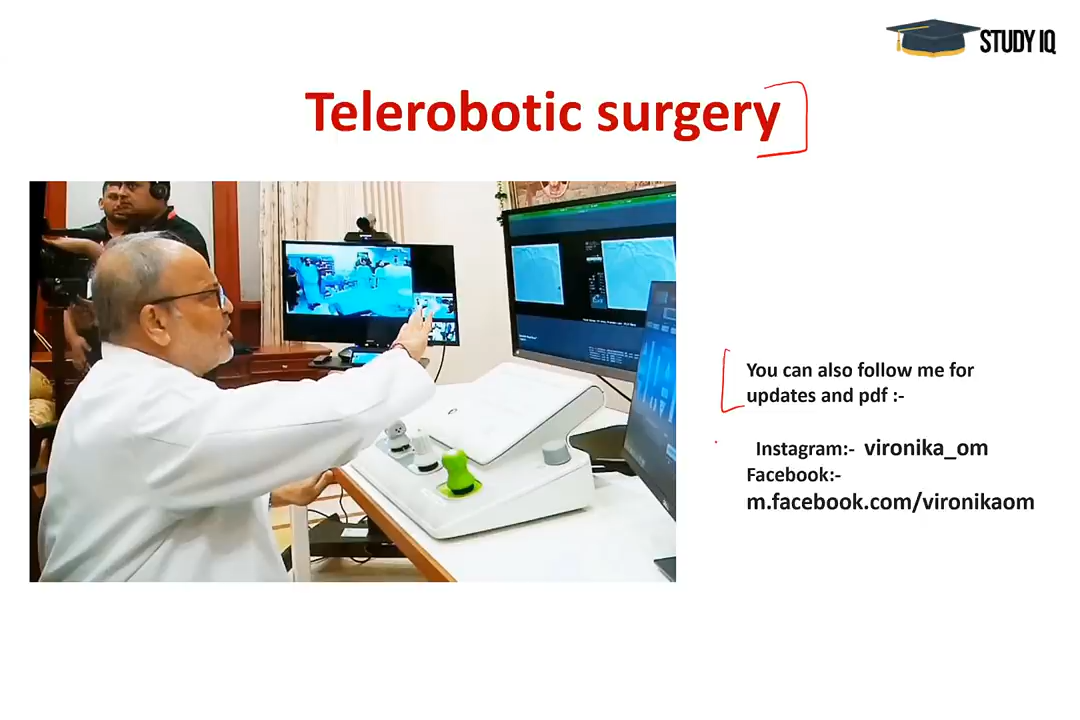 STUDY IQ
Telerobotic surgery
You can also follow me for
updates and pdf :-
Instagram:- vironika_om
Facebook:-
m.facebook.com/vironikaom